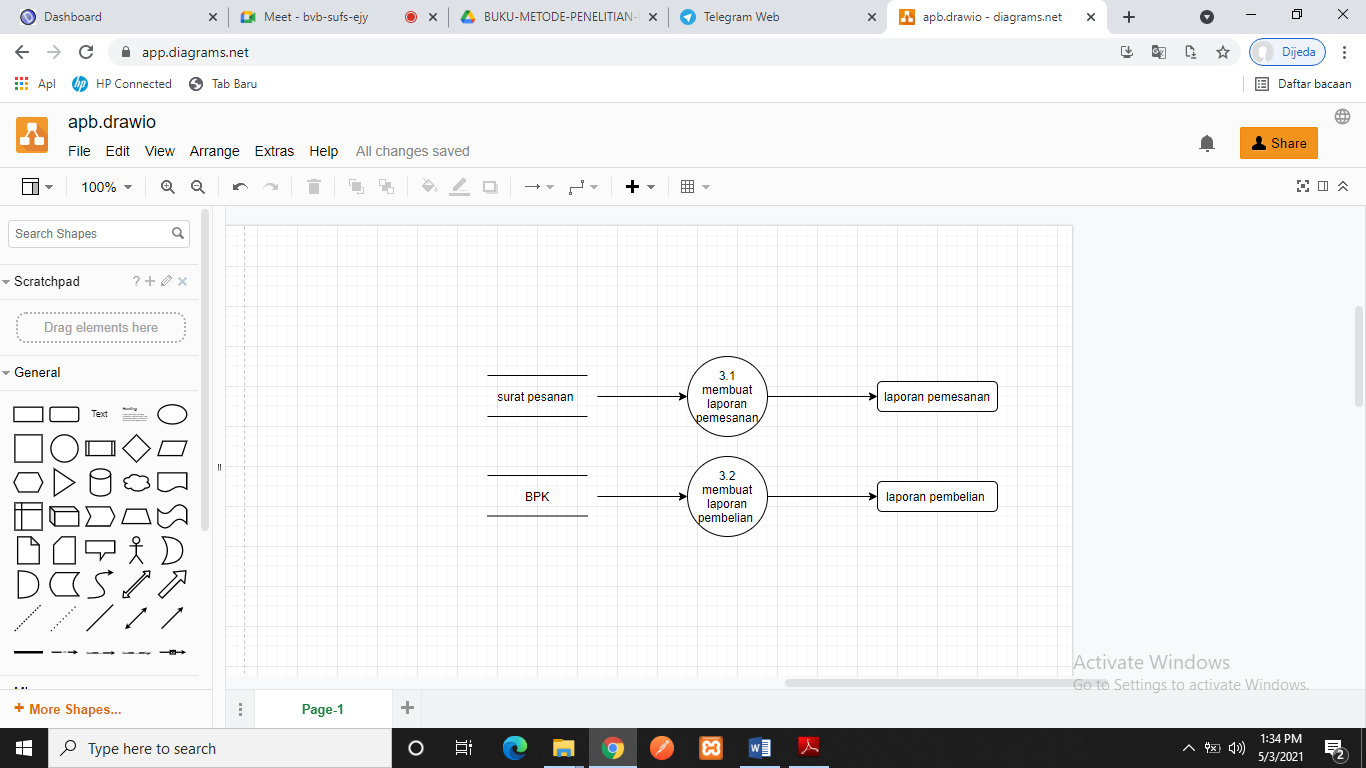 Dashboard
Meet - bvb-sufs-ejy
BUKU-METODE-PENELITIAN-
Telegram Web
apb.drawio - diagrams.net
app.diagrams.net
Dijeda
Apl
HP Connected
Tab Baru
Daftar bacaan
apb.drawio
File Edit View Arrange Extras Help All changes saved
Share
100%
Search Shapes
Scratchpad
?
Drag elements here
General
Text
Heading
surat pesanan
3.1
membuat
laporan
pemesanan
laporan pemesanan
BPK
3.2
membuat
laporan
pembelian
laporan pembelian
Activate Windows
Go to Settings to activate Windows.
More Shapes...
Page-1
Type here to search
1:34 PM
5/3/2021
2